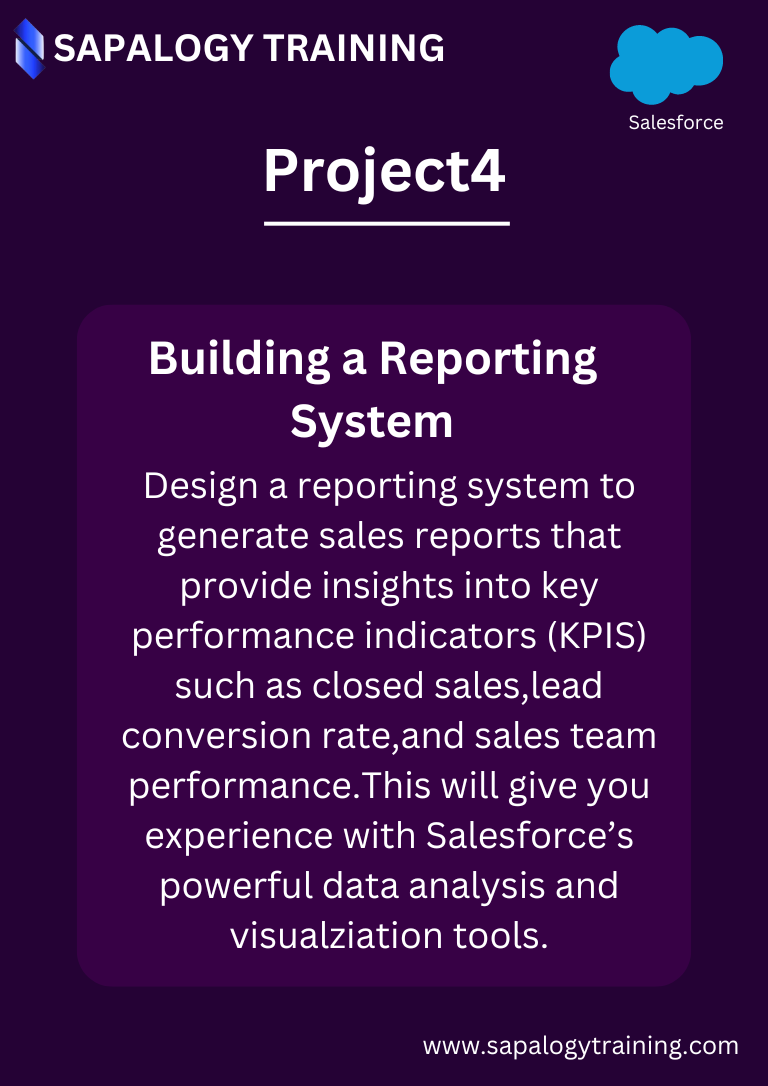 SAPALOGY TRAINING
Salesforce
Project4
Building a Reporting
System
Design a reporting system to
generate sales reports that
provide insights into key
performance indicators (KPIS)
such as closed sales,lead
conversion rate,and sales team
performance.This will give you
experience with Salesforce’s
powerful data analysis and
visualziation tools.
www.sapalogytraining.com